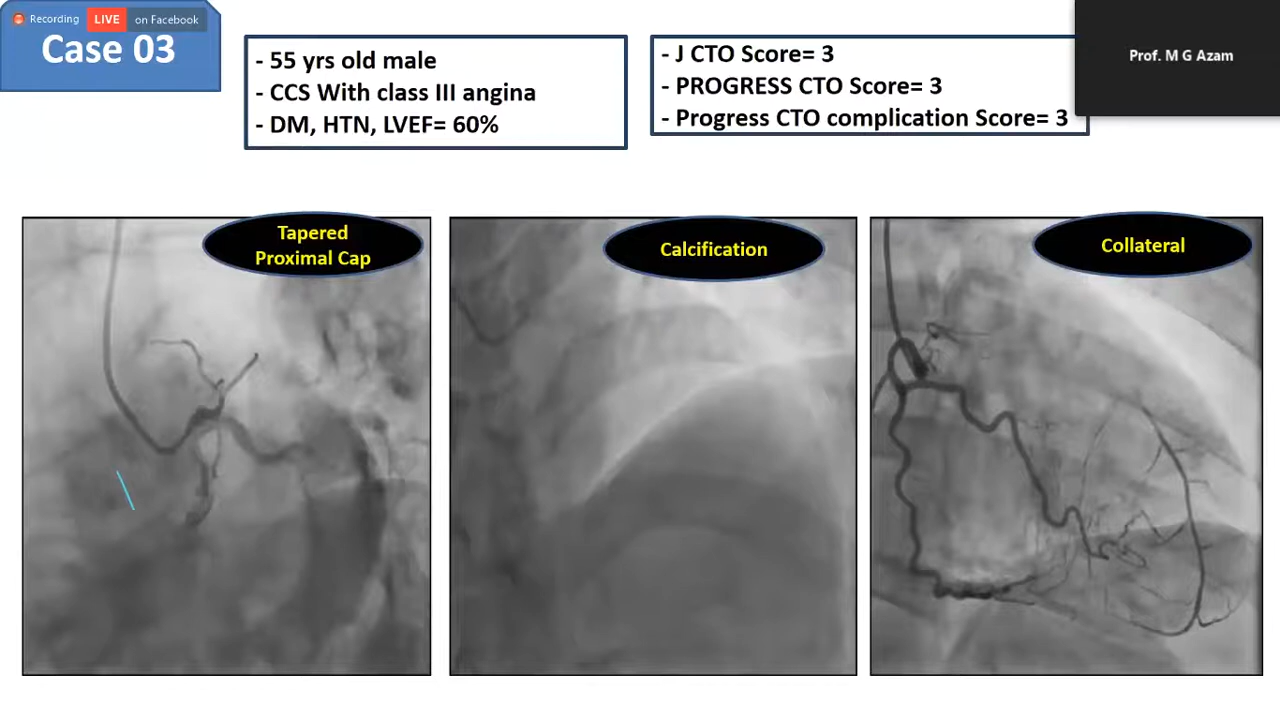 Recording LIVE on Facebook
Case 03
- 55 yrs old male
- CCS With class III angina
- DM, HTN, LVEF= 60%
- J CTO Score= 3
- PROGRESS CTO Score= 3
- Progress CTO complication Score= 3
Prof. M G Azam
Tapered
Proximal Cap
Calcification
Collateral